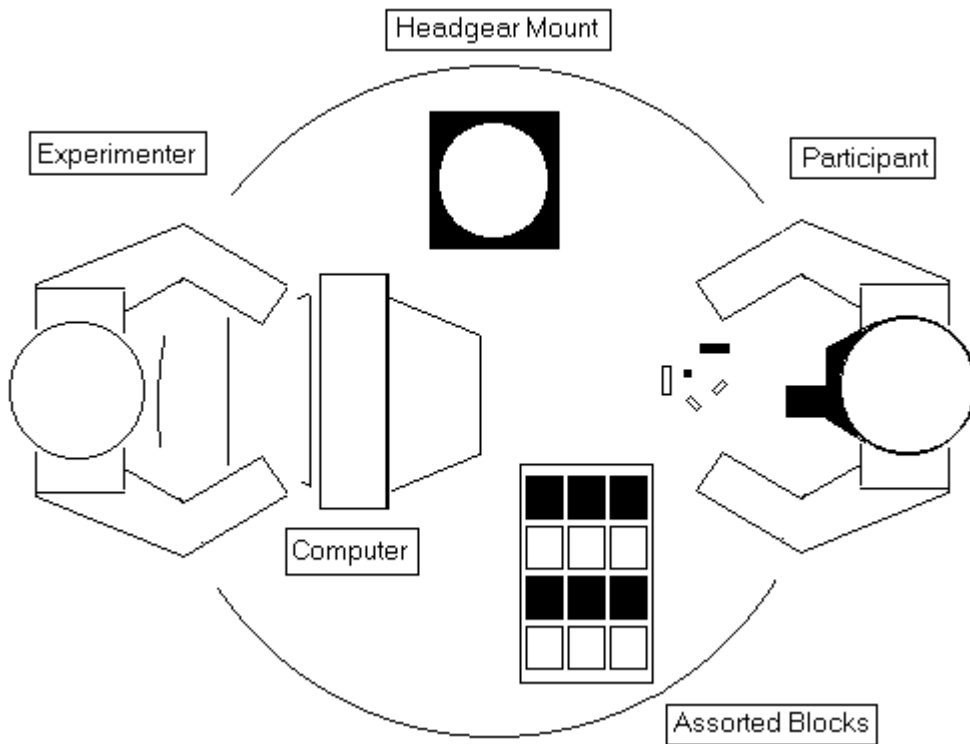 Headgear Mount
Experimenter
Participant
Computer
Assorted Blocks